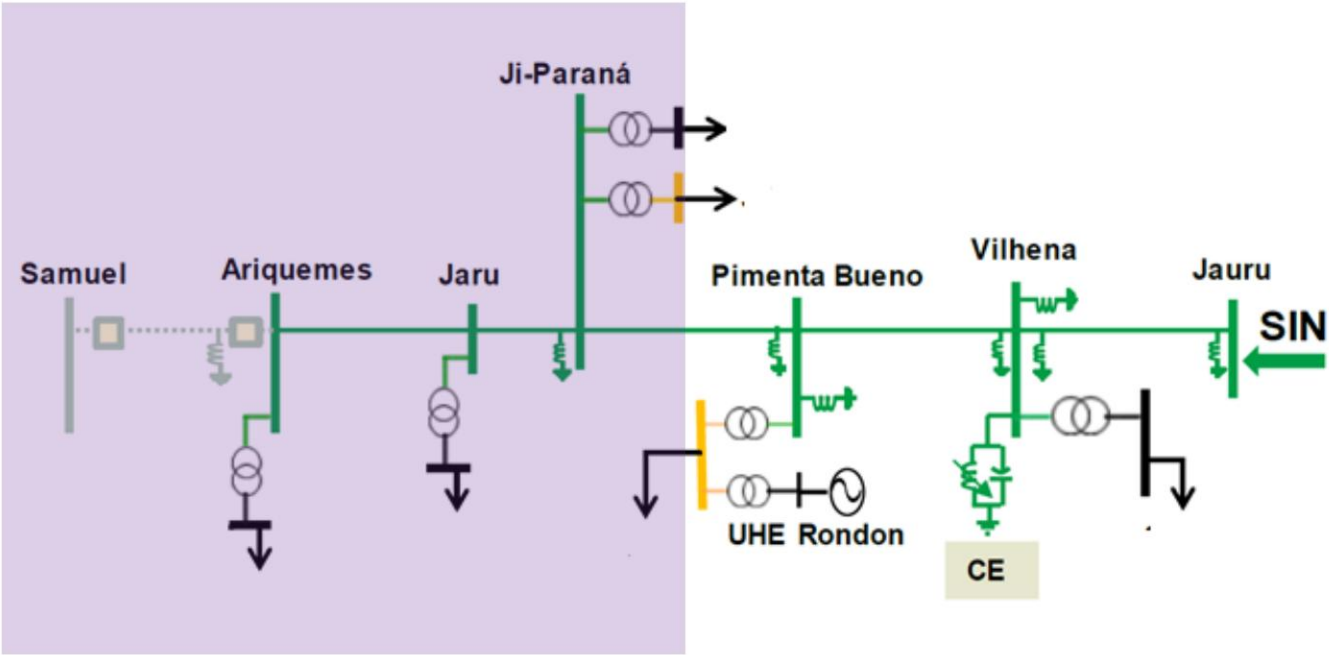 Ji-Paraná
Samuel
Ariquemes
Jaru
Pimenta Bueno
Vilhena
Jauru
SIN
UHE Rondon
CE